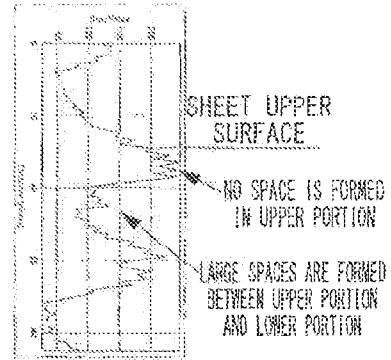 SHEET UPPER
SURFACE
NO SPACE IS FORMED
IN UPPER PORTION
LARGE SPACES ARE FORMED
BETWEEN UPPER PORTION
AND LOWER PORTION